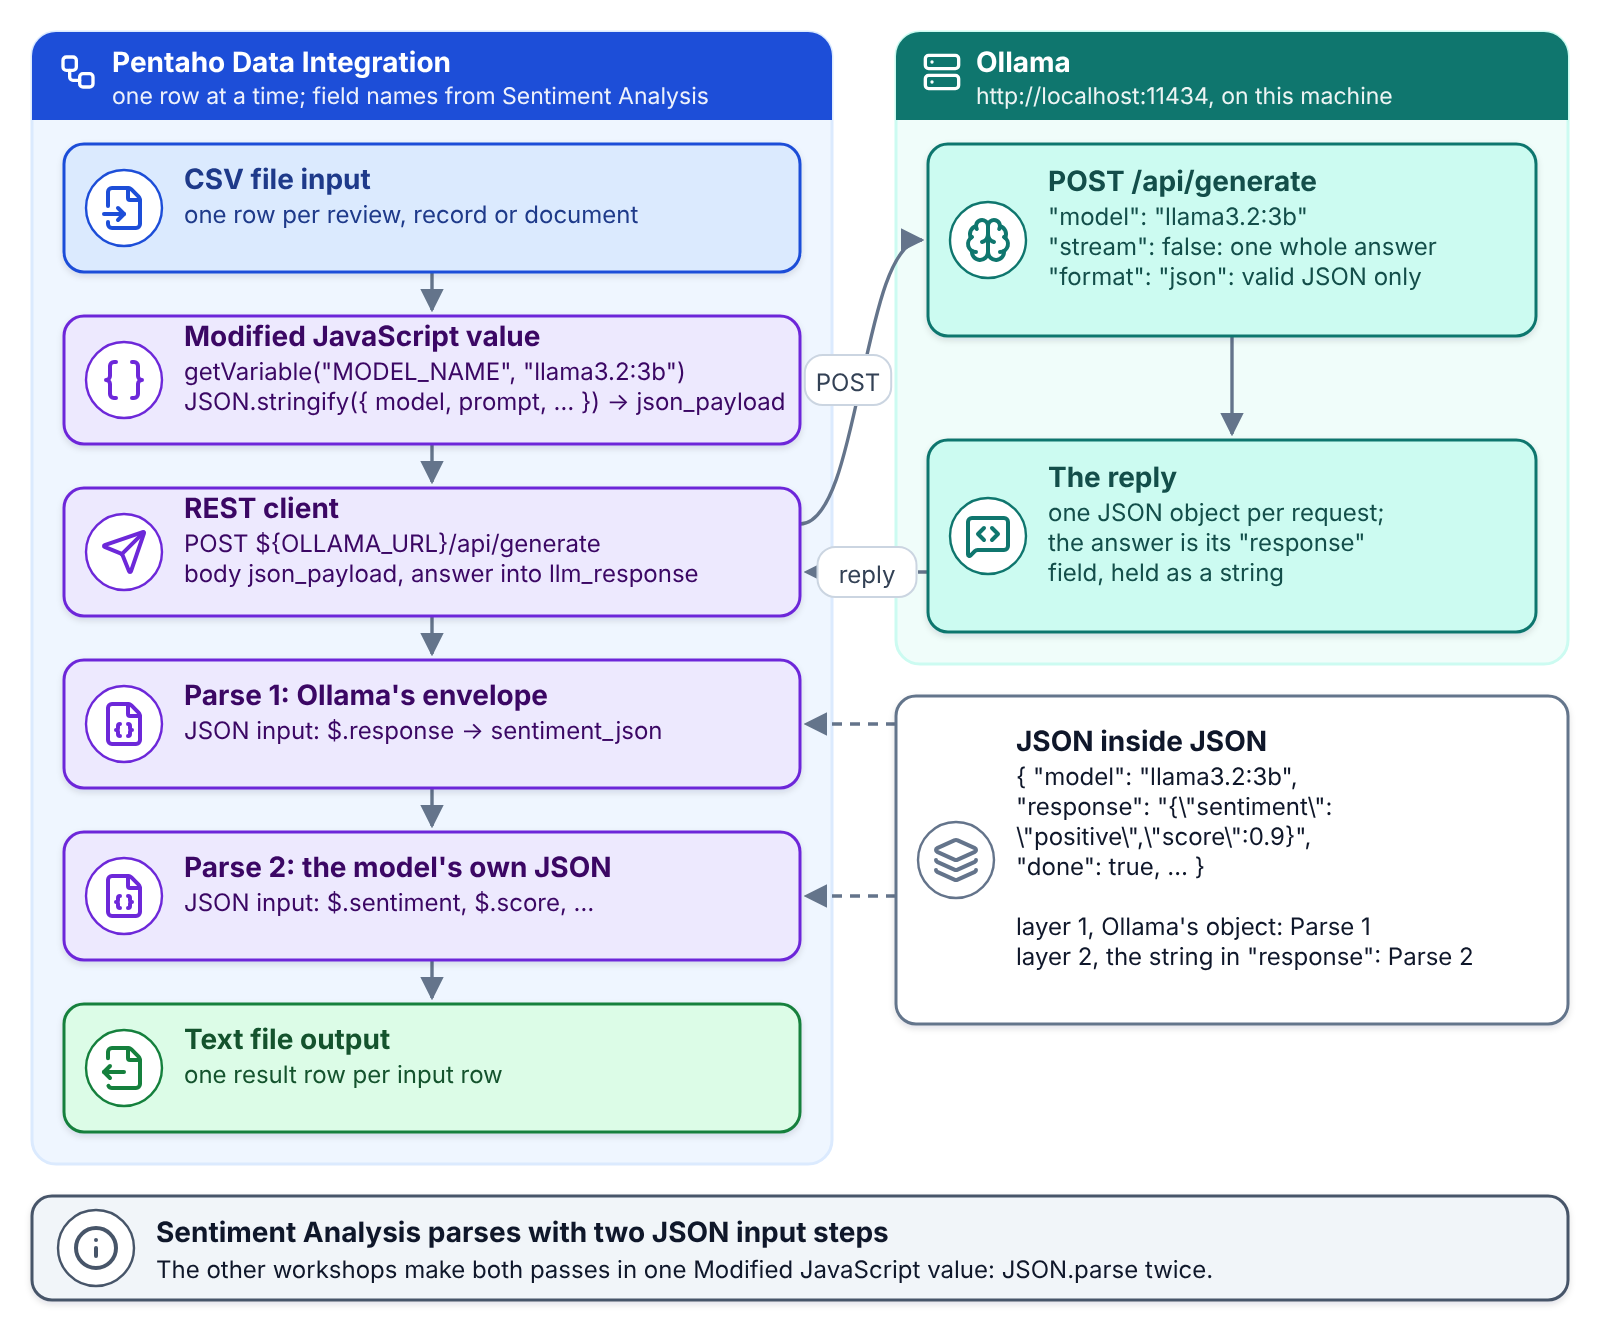 Pentaho Data Integration
one row at a time; field names from Sentiment Analysis
CSV file input
one row per review, record or document
Modified JavaScript value
getVariable("MODEL_NAME", "llama3.2:3b")
JSON.stringify({ model, prompt, ... }) → json_payload
REST client
POST ${OLLAMA_URL}/api/generate
body json_payload, answer into llm_response
Parse 1: Ollama's envelope
JSON input: $.response → sentiment_json
Parse 2: the model's own JSON
JSON input: $.sentiment, $.score, ...
Text file output
one result row per input row
POST
reply
Ollama
http://localhost:11434, on this machine
POST /api/generate
"model": "llama3.2:3b"
"stream": false: one whole answer
"format": "json": valid JSON only
The reply
one JSON object per request;
the answer is its "response"
field, held as a string
JSON inside JSON
{ "model": "llama3.2:3b",
"response": "{\"sentiment\":
\"positive\",\"score\":0.9}",
"done": true, ... }
layer 1, Ollama's object: Parse 1
layer 2, the string in "response": Parse 2
Sentiment Analysis parses with two JSON input steps
The other workshops make both passes in one Modified JavaScript value: JSON.parse twice.